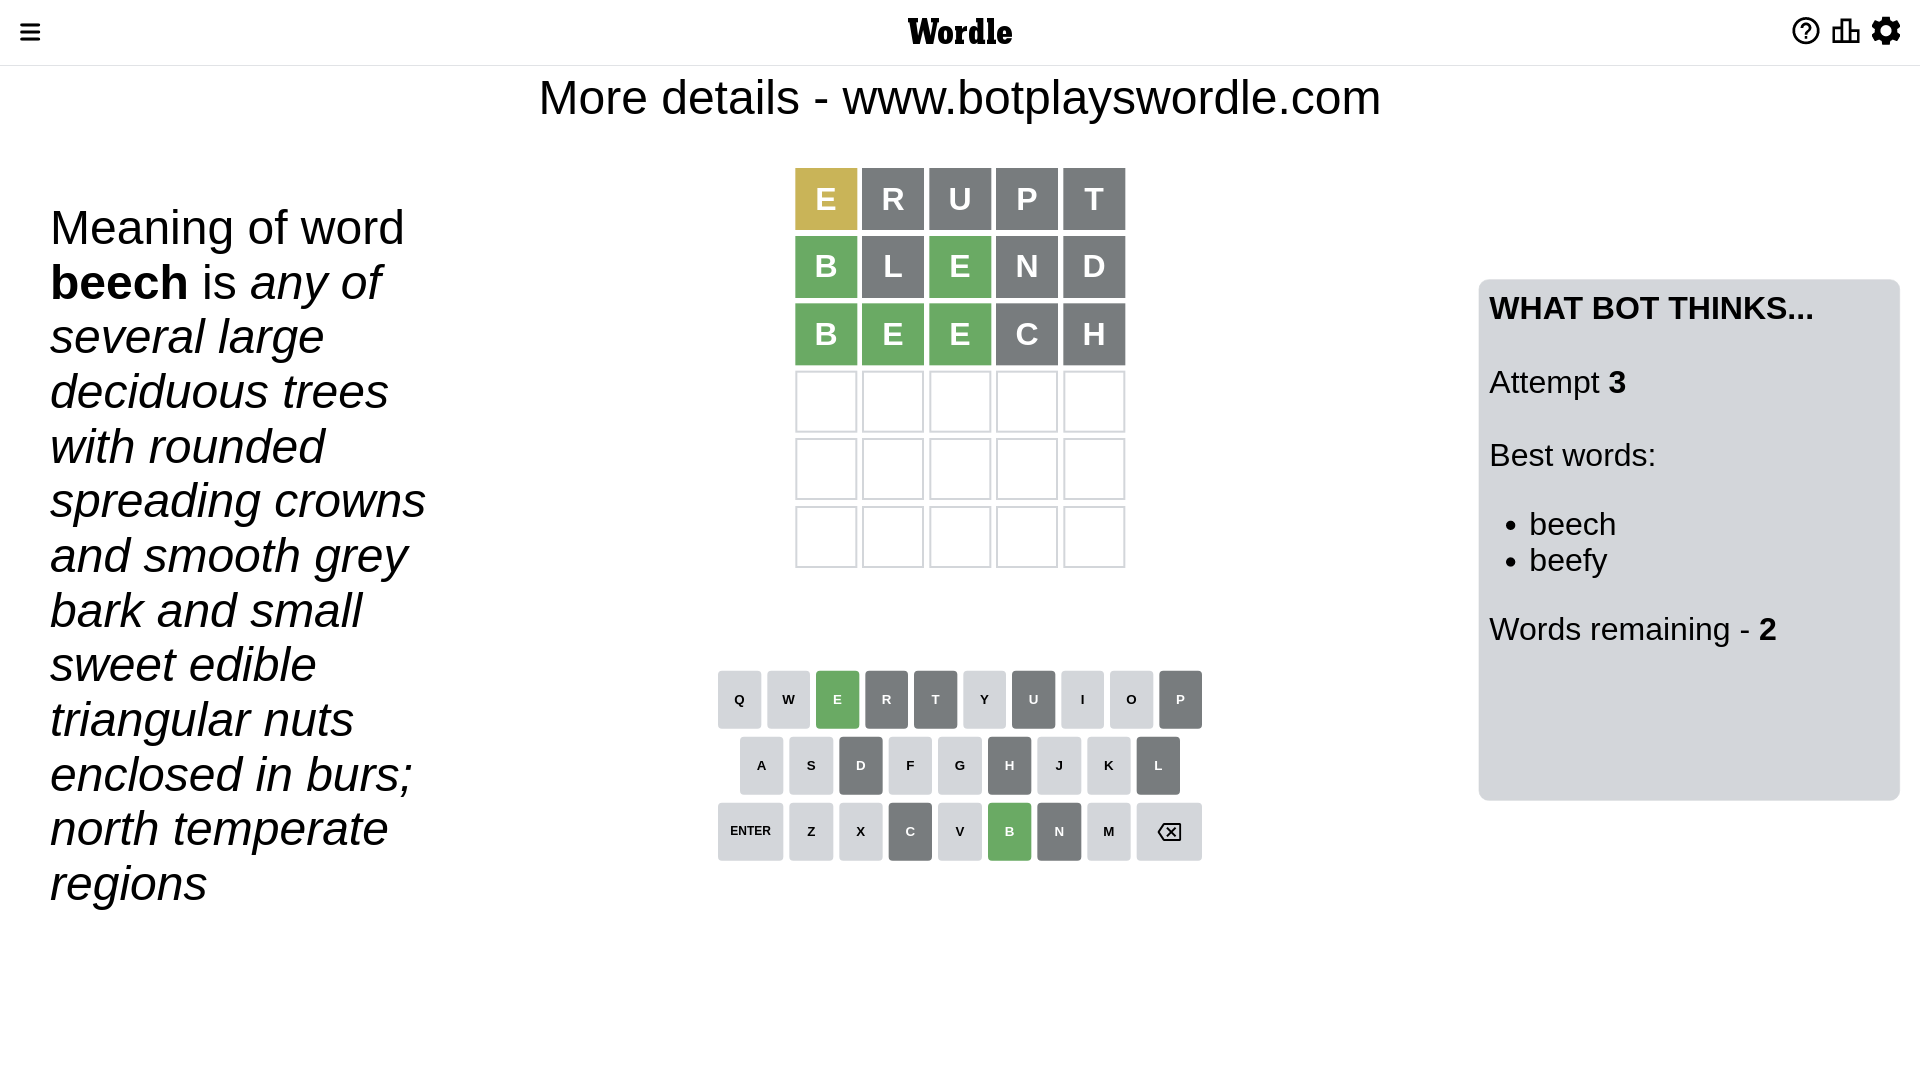 Wordle
More details - www.botplayswordle.com
Meaning of word
beech is any of
several large
deciduous trees
with rounded
spreading crowns
and smooth grey
bark and small
sweet edible
triangular nuts
enclosed in burs;
north temperate
regions
E R U P T
B L E N D
B E E C H
Q W E R T Y U I O P
A S D F G H J K L
ENTER Z X C V B N M
WHAT BOT THINKS...
Attempt 3
Best words:
• beech
• beefy
Words remaining - 2